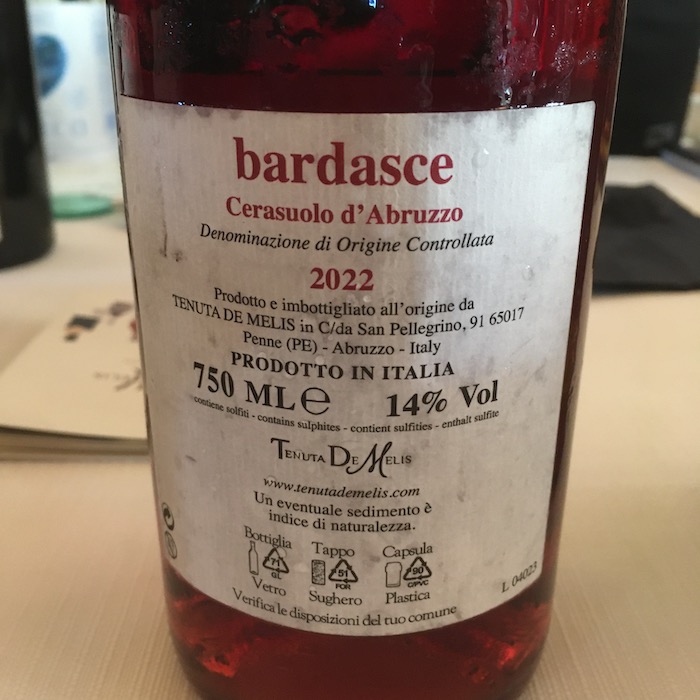 bardasce
Cerasuolo d'Abruzzo
Denominazione di Origine Controllata
2022
Prodotto e imbottigliato all'origine da
TENUTA DE MELIS in C/da San Pellegrino, 91 65017
Penne (PE) - Abruzzo - Italy
PRODOTTO IN ITALIA
750 ML e 14% Vol
contiene solfiti - contains sulphites - contient sulfities - enthalt sulfite
TENUTA DE MELIS
www.tenutademelis.com
Un eventuale sedimento è
indice di naturalezza.
Bottiglia Tappo Capsula
71 51 90
GL FOR C/PVC
Vetro Sughero Plastica
Verifica le disposizioni del tuo comune
L 04023